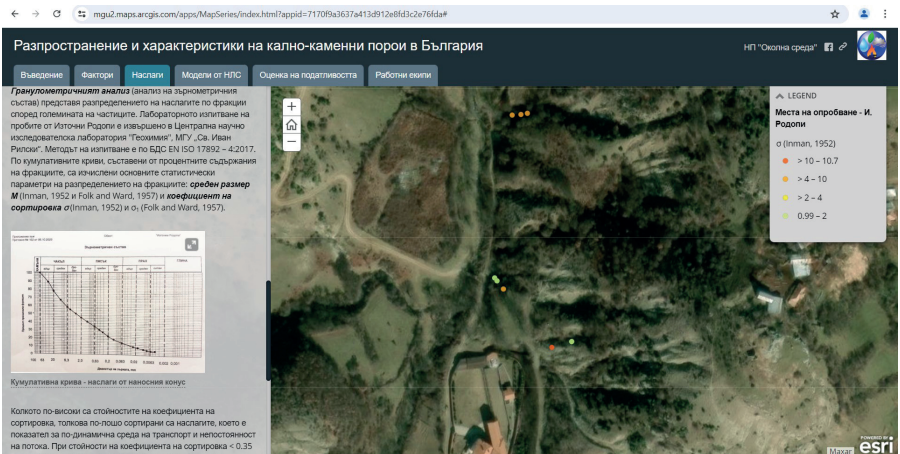 mgu2.maps.arcgis.com/apps/MapSeries/index.html?appid=7170f9a3637a413d912e8fd3c2e76fda#
Разпространение и характеристики на кално-каменни порои в България
НП "Околна среда"
Въведение
Фактори
Наслаги
Модели от НЛС
Оценка на податливостта
Работни екипи
Гранулометричният анализ (анализ на зърнометричния
състав) представя разпределението на наслагите по фракции
според големината на частиците. Лабораторното изпитване на
пробите от Източни Родопи е извършено в Централна научно
изследователска лаборатория "Геохимия", МГУ „Св. Иван
Рилски". Методът на изпитване е по БДС EN ISO 17892 – 4:2017.
По кумулативните криви, съставени от процентните съдържания
на фракциите, са изчислени основните статистически
параметри на разпределението на фракциите: среден размер
M (Inman, 1952 и Folk and Ward, 1957) и коефициент на
сортировка σ(Inman, 1952) и σ₁ (Folk and Ward, 1957).
Кумулативна крива - наслаги от наносния конус
Колкото по-високи са стойностите на коефициента на
сортировка, толкова по-лошо сортирани са наслагите, което е
показател за по-динамична среда на транспорт и непостоянност
на потока. При стойности на коефициента на сортировка < 0.35
+
−
LEGEND
Места на опробване - И.
Родопи
σ (Inman, 1952)
> 10 – 10.7
> 4 – 10
> 2 – 4
0.99 – 2
Maxar
POWERED BY
esri